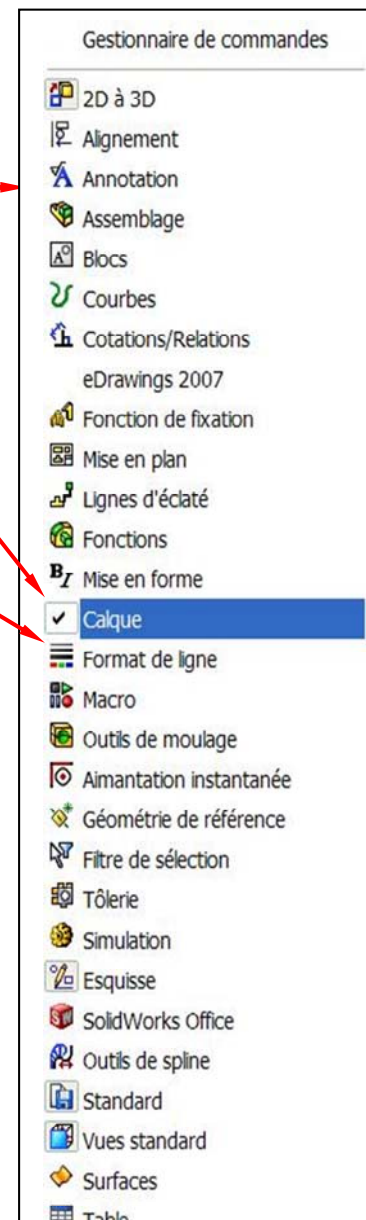 Gestionnaire de commandes
2D à 3D
Alignement
Annotation
Assemblage
Blocs
Courbes
Cotations/Relations
eDrawings 2007
Fonction de fixation
Mise en plan
Lignes d'éclaté
Fonctions
Mise en forme
Calque
Format de ligne
Macro
Outils de moulage
Aimantation instantanée
Géométrie de référence
Filtre de sélection
Tôlerie
Simulation
Esquisse
SolidWorks Office
Outils de spline
Standard
Vues standard
Surfaces
Table